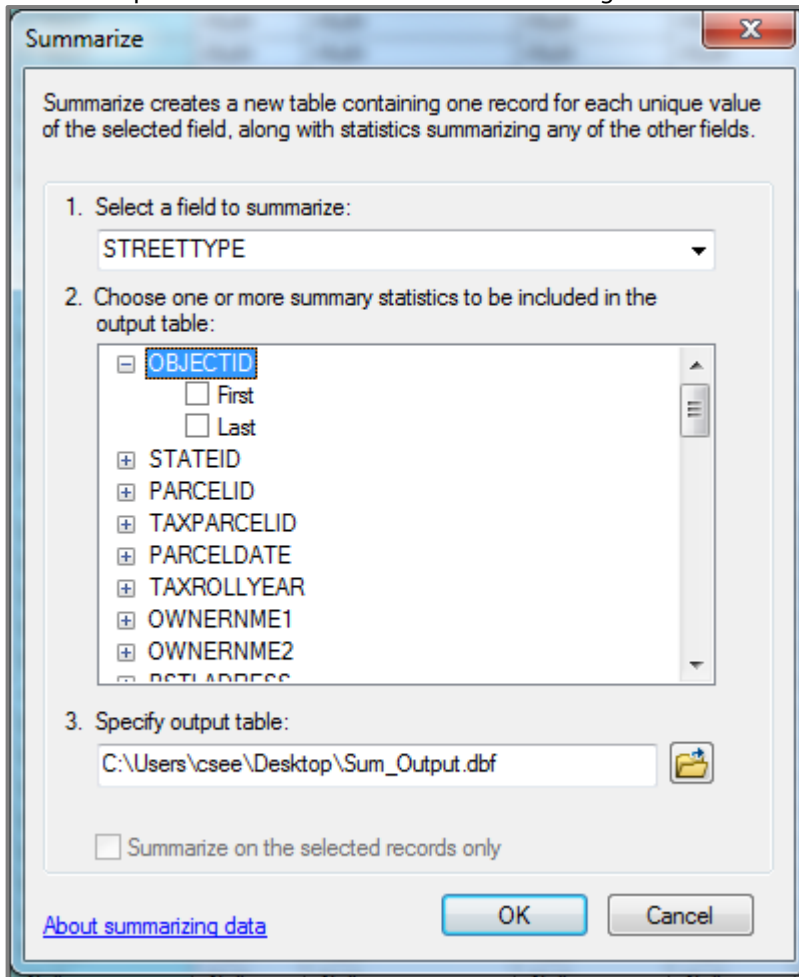 Summarize
Summarize creates a new table containing one record for each unique value
of the selected field, along with statistics summarizing any of the other fields.
1. Select a field to summarize:
STREETTYPE
2. Choose one or more summary statistics to be included in the
output table:
OBJECTID
First
Last
STATEID
PARCELID
TAXPARCELID
PARCELDATE
TAXROLLYEAR
OWNERNME1
OWNERNME2
3. Specify output table:
C:\Users\csee\Desktop\Sum_Output.dbf
Summarize on the selected records only
About summarizing data
OK
Cancel